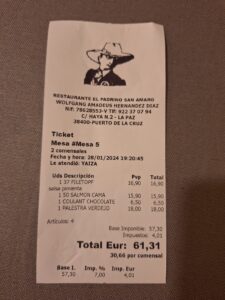 RESTAURANTE EL PADRINO SAN AMARO
WOLFGANG AMADEUS HERNANDEZ DIAZ
NIF: 78628553-V TIF: 922 37 07 94
C/ HAYA N.2 - LA PAZ
38400-PUERTO DE LA CRUZ
Ticket
Mesa âMesa 5
2 comensales
Fecha y hora: 28/01/2024 19:20:45
Le atendió: YAIZA
Uds Descripción Pvp Total
1 37 FILETOPF 16,90 16,90
salsa pimienta
1 50 SALMON CAMA 15,90 15,90
1 COULANT CHOCOLATE 6,50 6,50
1 PALESTRA VERDEJO 18,00 18,00
Artículos: 4
Base Imponible: 57,30
Impuestos: 4,01
Total Eur: 61,31
30,66 por comensal
Base I. Imp. % Imp. Eur
57,30 7,00 4,01